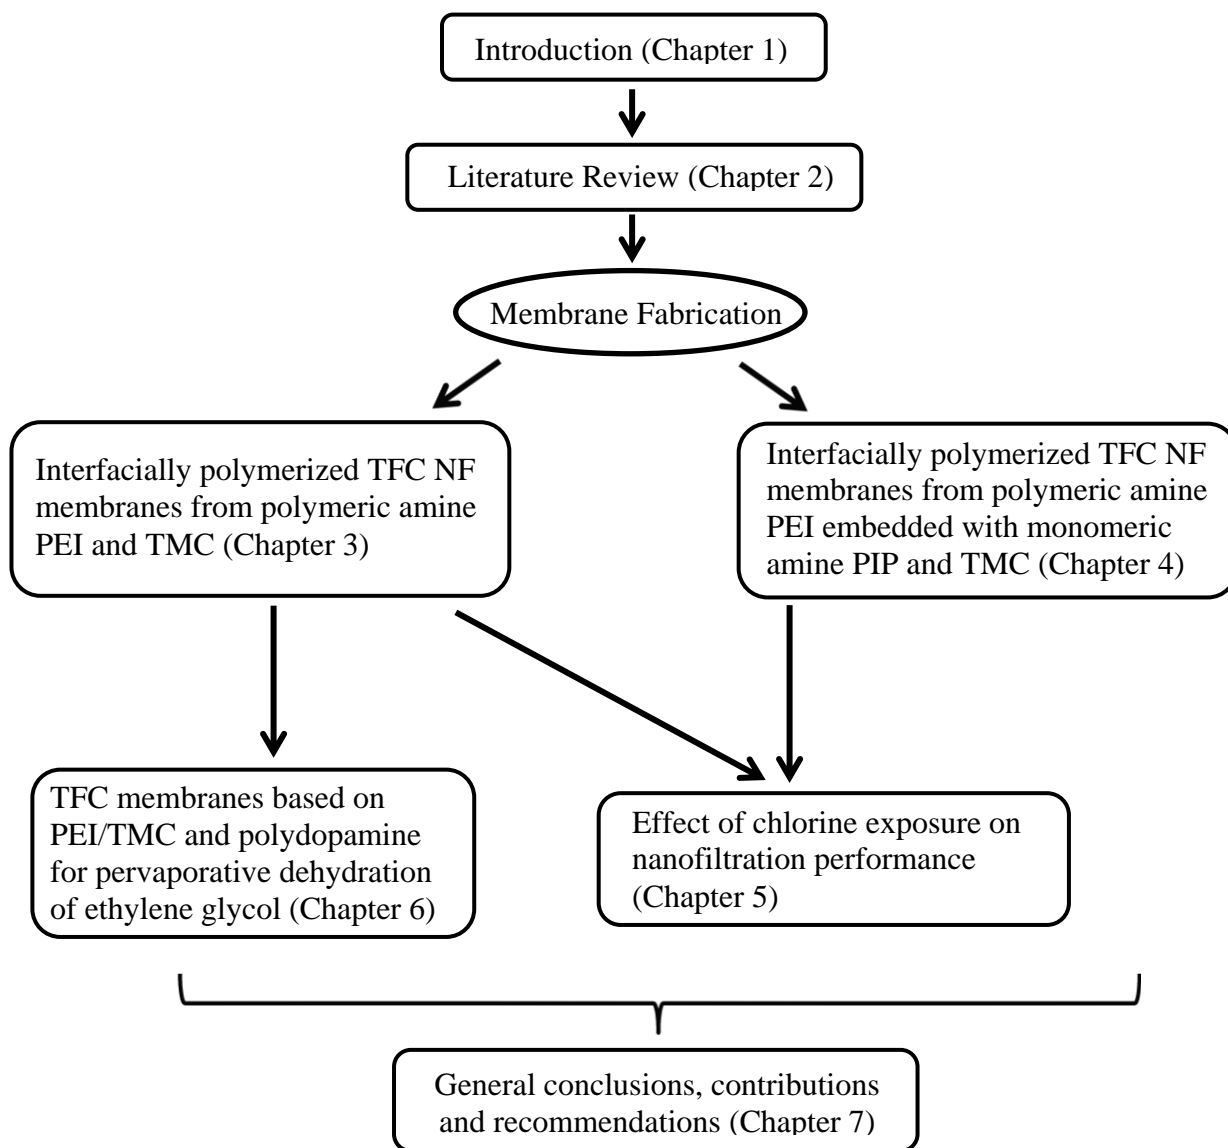 Introduction (Chapter 1)
Literature Review (Chapter 2)
Membrane Fabrication
Interfacially polymerized TFC NF
membranes from polymeric amine
PEI and TMC (Chapter 3)
Interfacially polymerized TFC NF
membranes from polymeric amine
PEI embedded with monomeric
amine PIP and TMC (Chapter 4)
TFC membranes based on
PEI/TMC and polydopamine
for pervaporative dehydration
of ethylene glycol (Chapter 6)
Effect of chlorine exposure on
nanofiltration performance
(Chapter 5)
General conclusions, contributions
and recommendations (Chapter 7)